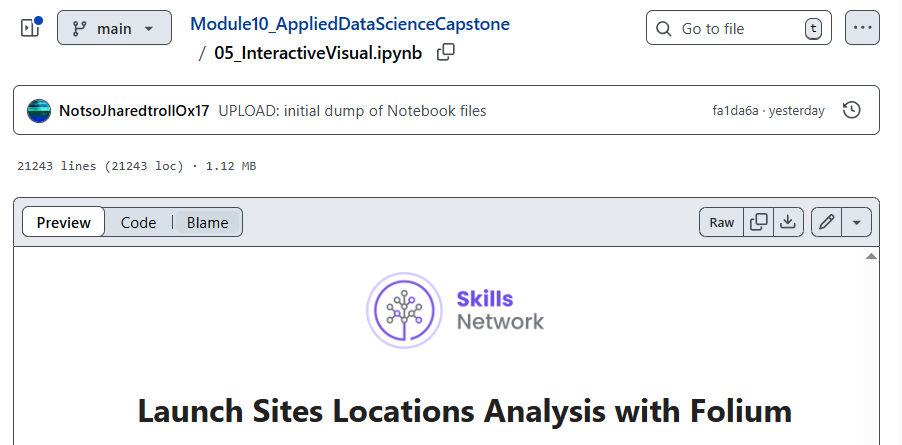 main
Module10_AppliedDataScienceCapstone
/ 05_InteractiveVisual.ipynb
Go to file
t
NotsoJharedtrollOx17 UPLOAD: initial dump of Notebook files
fa1da6a · yesterday
21243 lines (21243 loc) · 1.12 MB
Preview
Code
Blame
Raw
Skills
Network
Launch Sites Locations Analysis with Folium